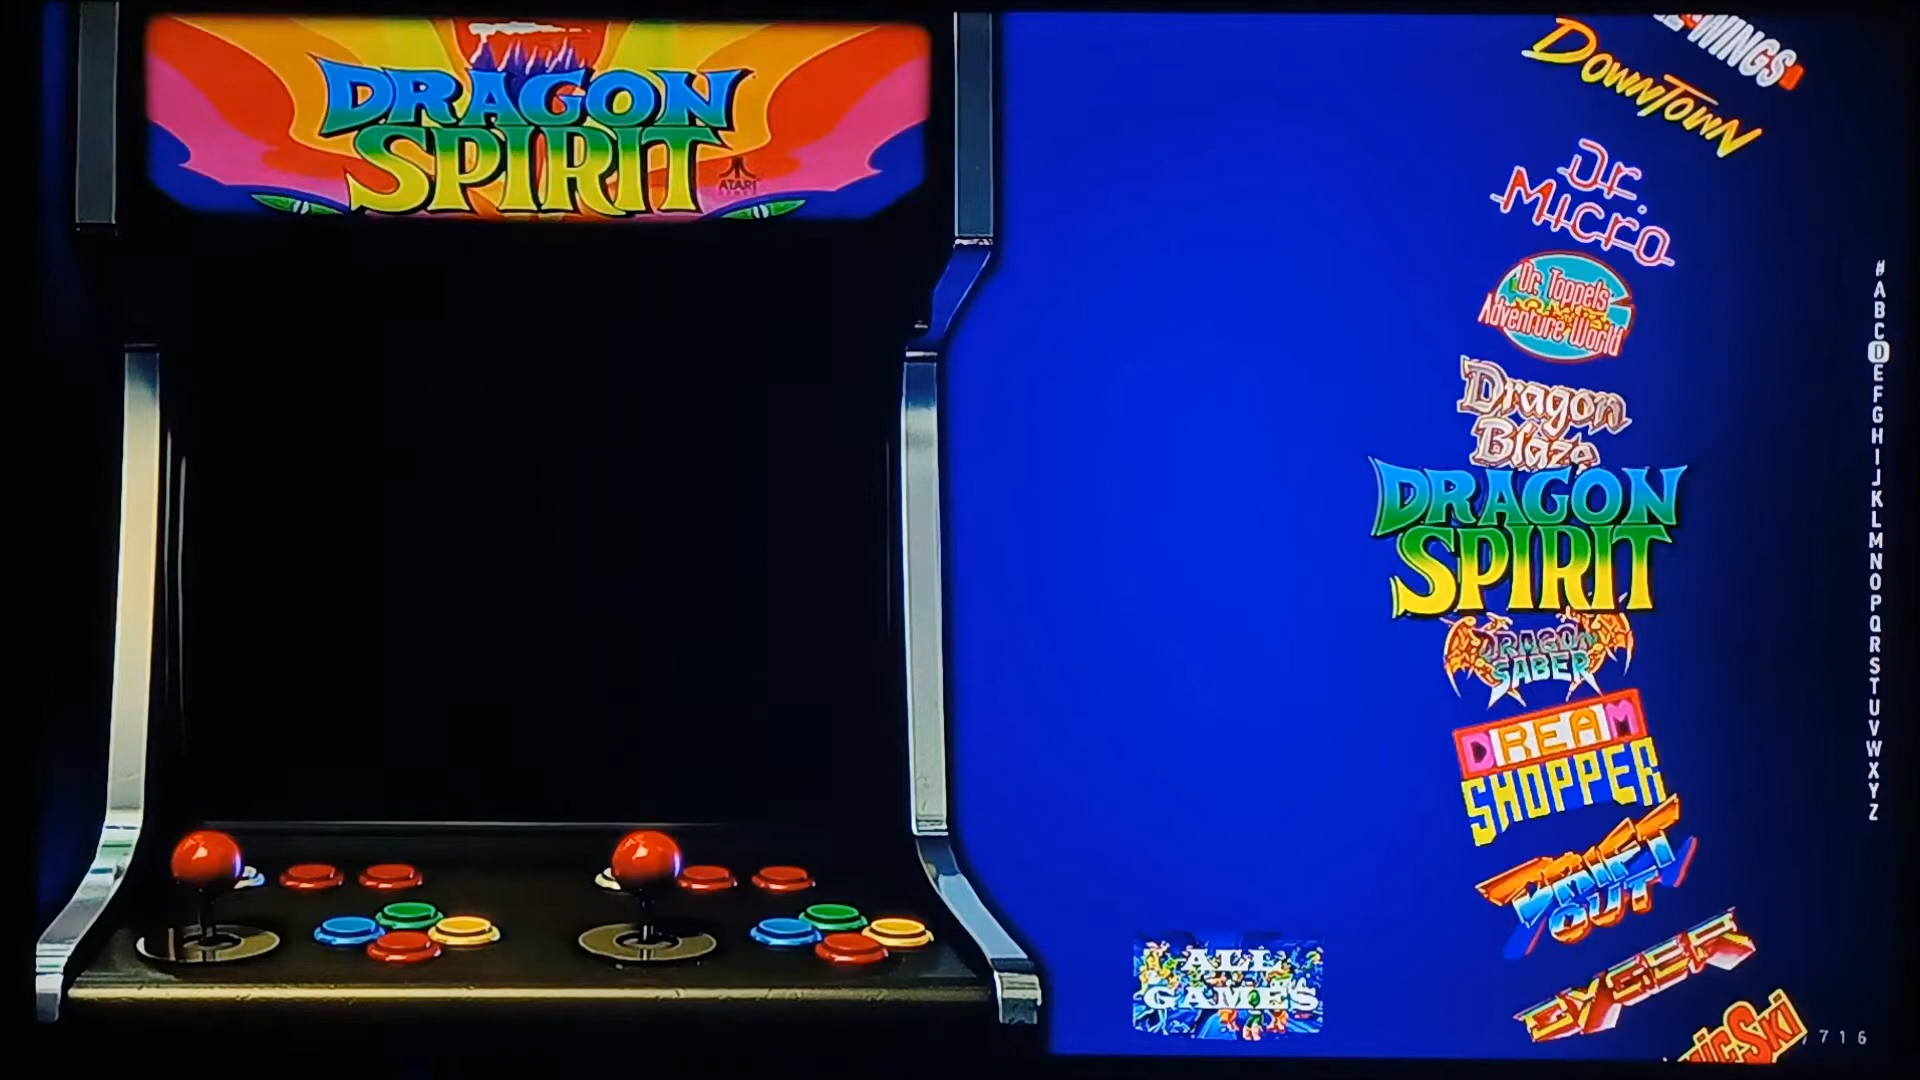 DRAGON
SPIRIT
ATARI
WINGS
DownTown
Dr.
Micro
Dr. Toppel's
Adventure World
Dragon
Blaze
DRAGON
SPIRIT
DRAGON
SABER
DREAM
SHOPPER
DRIFT
OUT
ALL
GAMES
#
A
B
C
D
E
F
G
H
I
J
K
L
M
N
O
P
Q
R
S
T
U
V
W
X
Y
Z
716